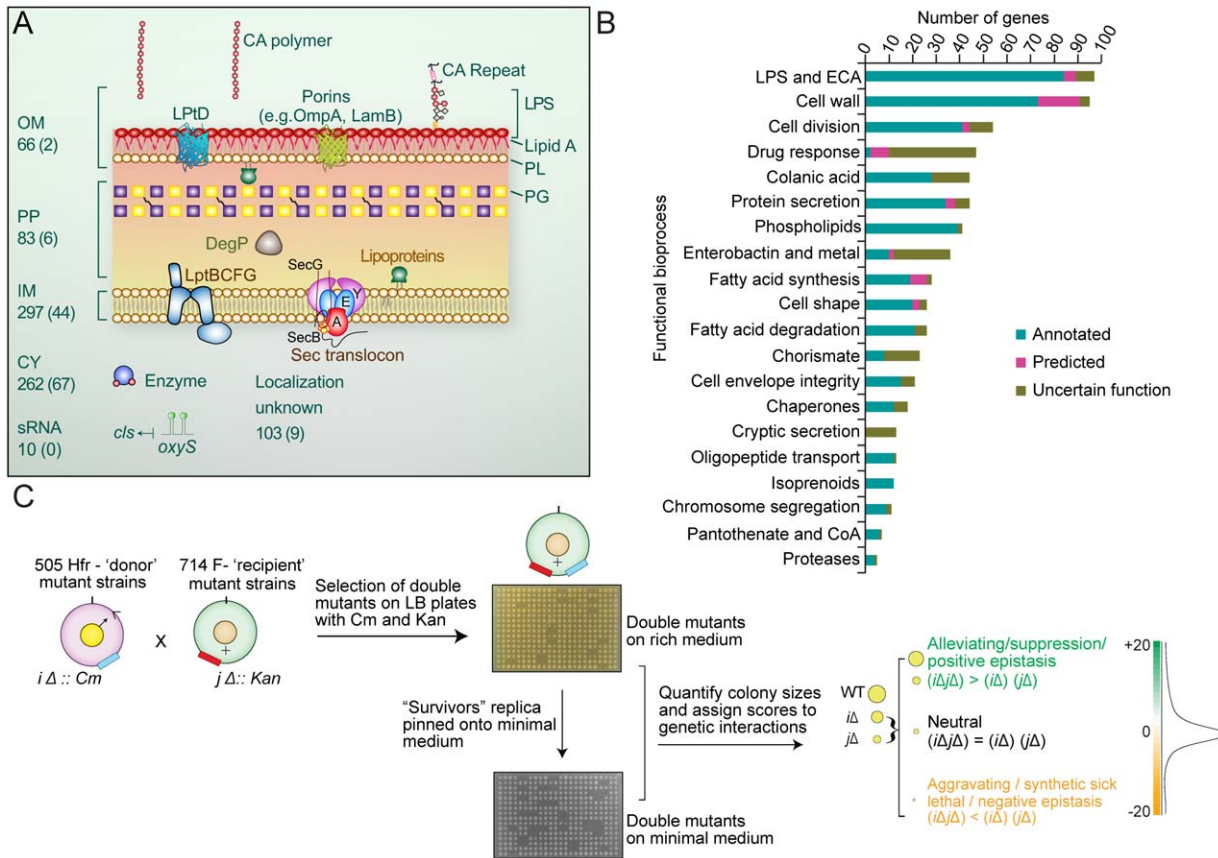 A
CA polymer
CA Repeat
LPS
OM
66 (2)
LPtD
Porins
(e.g.OmpA, LamB)
Lipid A
PL
PG
PP
83 (6)
DegP
LptBCFG
SecG
Lipoproteins
IM
297 (44)
Y
E
A
SecB
Sec translocon
CY
262 (67)
Enzyme
Localization
unknown
103 (9)
sRNA
10 (0)
cls
oxyS
B
Number of genes
0
10
20
30
40
50
60
70
80
90
100
Functional bioprocess
LPS and ECA
Cell wall
Cell division
Drug response
Colanic acid
Protein secretion
Phospholipids
Enterobactin and metal
Fatty acid synthesis
Cell shape
Fatty acid degradation
Chorismate
Cell envelope integrity
Chaperones
Cryptic secretion
Oligopeptide transport
Isoprenoids
Chromosome segregation
Pantothenate and CoA
Proteases
Annotated
Predicted
Uncertain function
C
505 Hfr - 'donor'
mutant strains
714 F- 'recipient'
mutant strains
X
+
i Δ :: Cm
j Δ:: Kan
Selection of double
mutants on LB plates
with Cm and Kan
+
Double mutants
on rich medium
"Survivors" replica
pinned onto minimal
medium
Double mutants
on minimal medium
Quantify colony sizes
and assign scores to
genetic interactions
WT
iΔ
jΔ
Alleviating/suppression/
positive epistasis
(iΔjΔ) > (iΔ) (jΔ)
Neutral
(iΔjΔ) = (iΔ) (jΔ)
Aggravating / synthetic sick
lethal / negative epistasis
(iΔjΔ) < (iΔ) (jΔ)
+20
0
-20